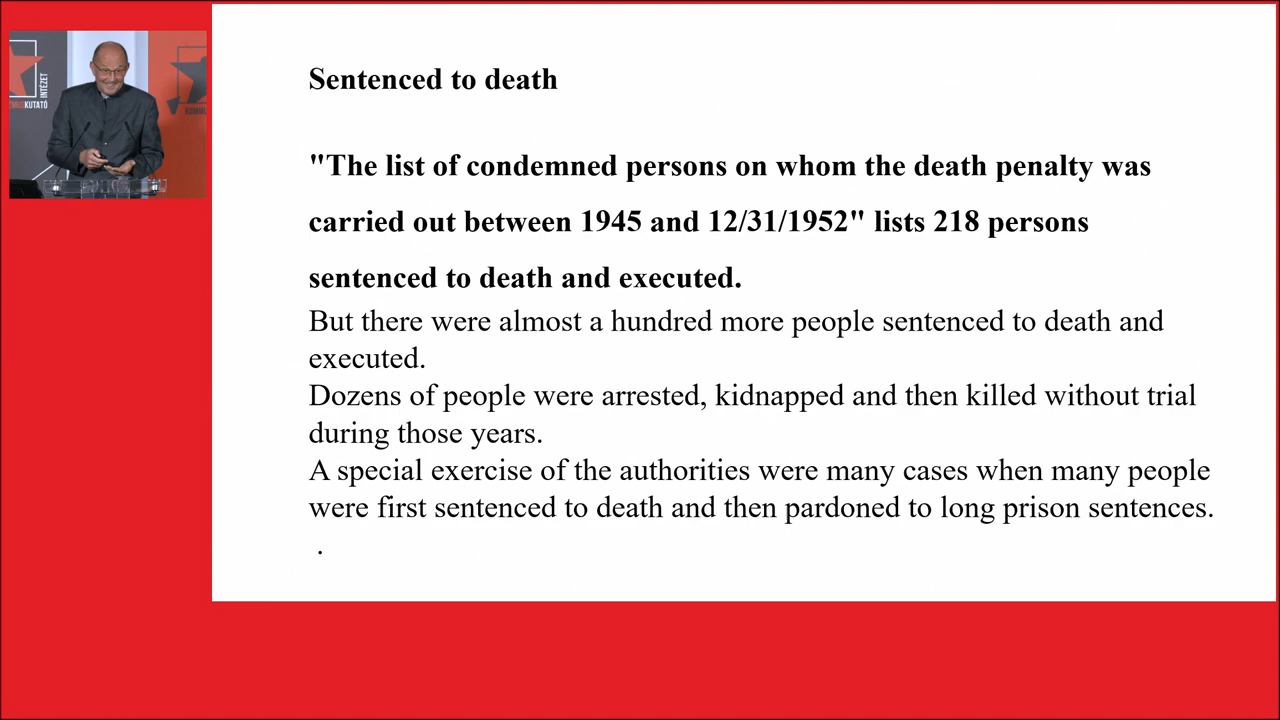 INTÉZET
KUTATÓ
Sentenced to death
"The list of condemned persons on whom the death penalty was
carried out between 1945 and 12/31/1952" lists 218 persons
sentenced to death and executed.
But there were almost a hundred more people sentenced to death and
executed.
Dozens of people were arrested, kidnapped and then killed without trial
during those years.
A special exercise of the authorities were many cases when many people
were first sentenced to death and then pardoned to long prison sentences.
.